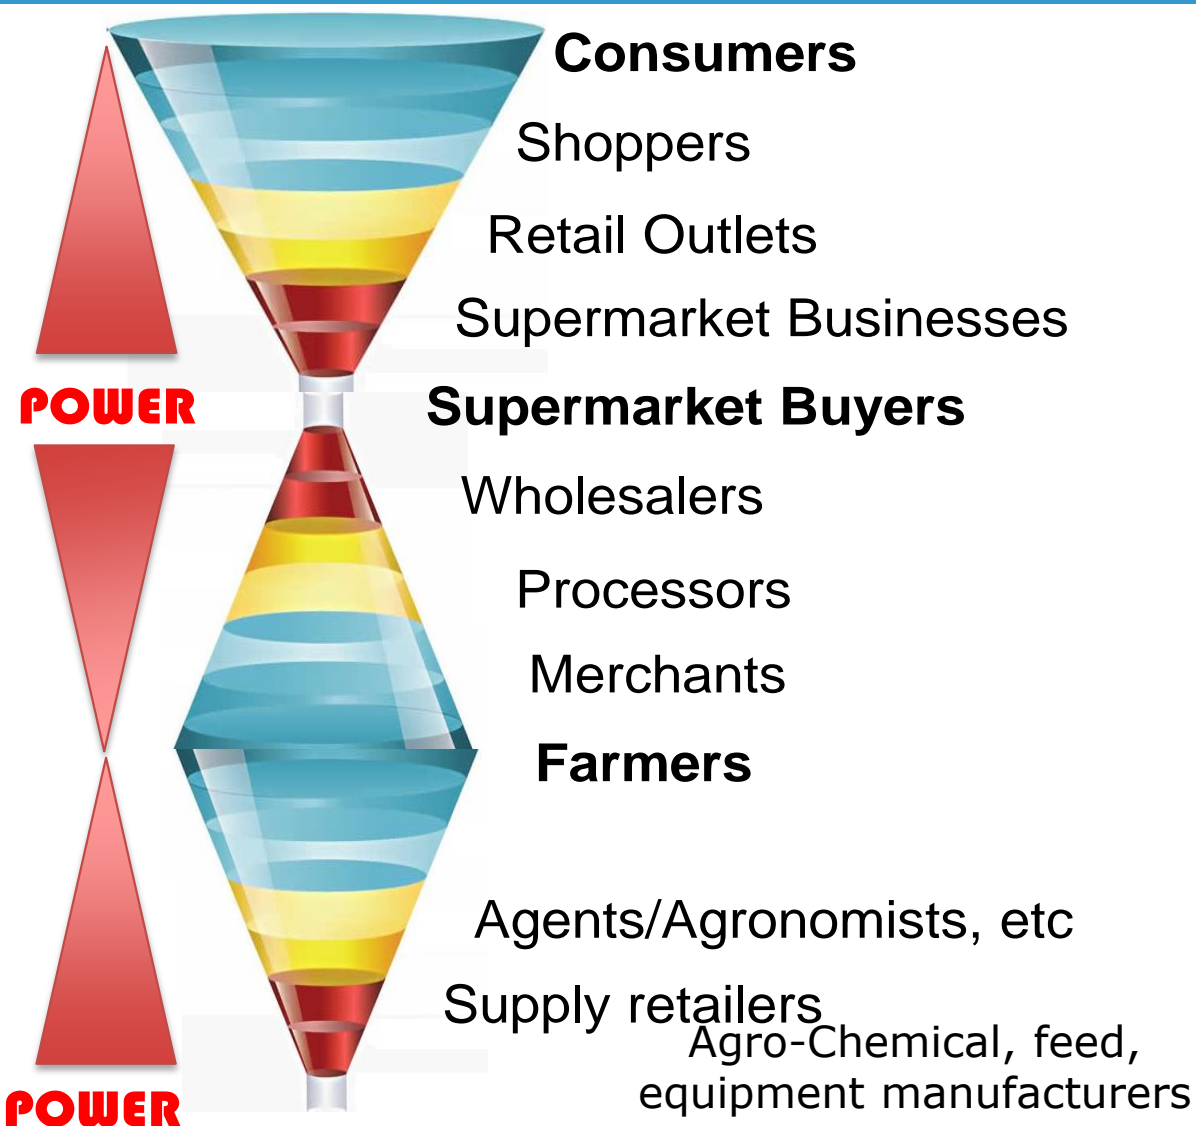 Consumers
Shoppers
Retail Outlets
Supermarket Businesses
POWER
Supermarket Buyers
Wholesalers
Processors
Merchants
Farmers
Agents/Agronomists, etc
Supply retailers
Agro-Chemical, feed,
equipment manufacturers
POWER